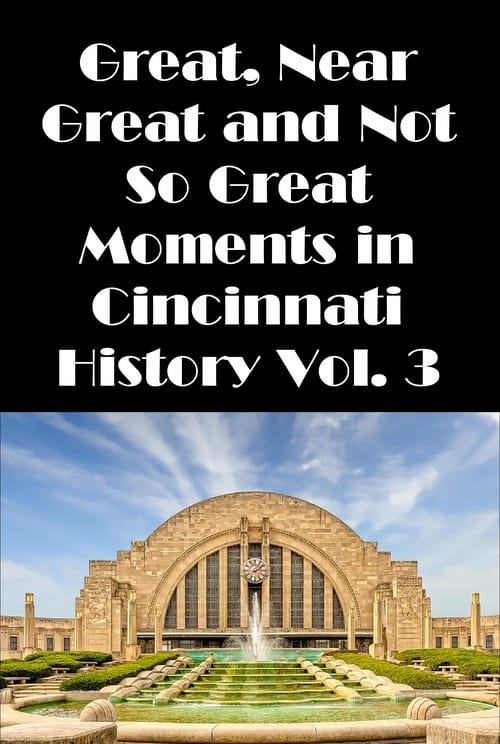 Great, Near
Great and Not
So Great
Moments in
Cincinnati
History Vol. 3